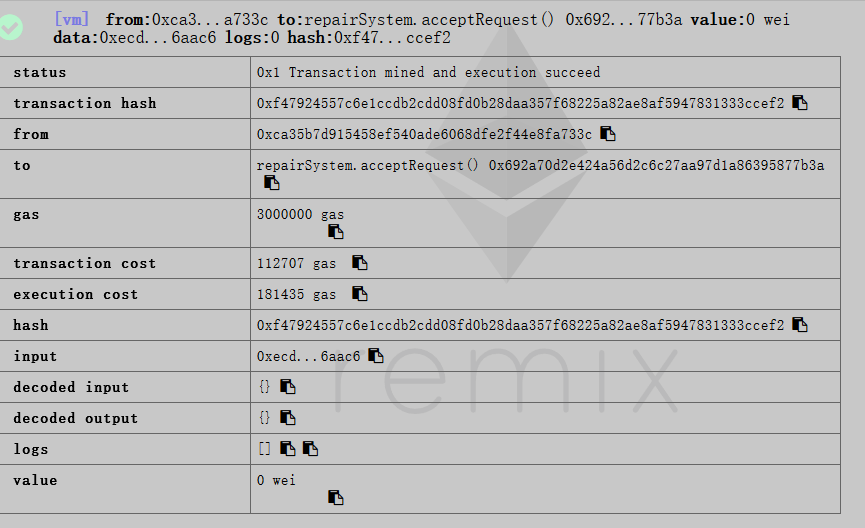 [vm] from:0xca3...a733c to:repairSystem.acceptRequest() 0x692...77b3a value:0 wei
data:0xecd...6aac6 logs:0 hash:0xf47...ccef2
status 0x1 Transaction mined and execution succeed
transaction hash 0xf47924557c6e1ccdb2cdd08fd0b28daa357f68225a82ae8af5947831333ccef2
from 0xca35b7d915458ef540ade6068dfe2f44e8fa733c
to repairSystem.acceptRequest() 0x692a70d2e424a56d2c6c27aa97d1a86395877b3a
gas 3000000 gas
transaction cost 112707 gas
execution cost 181435 gas
hash 0xf47924557c6e1ccdb2cdd08fd0b28daa357f68225a82ae8af5947831333ccef2
input 0xecd...6aac6
decoded input {}
decoded output {}
logs []
value 0 wei
remix